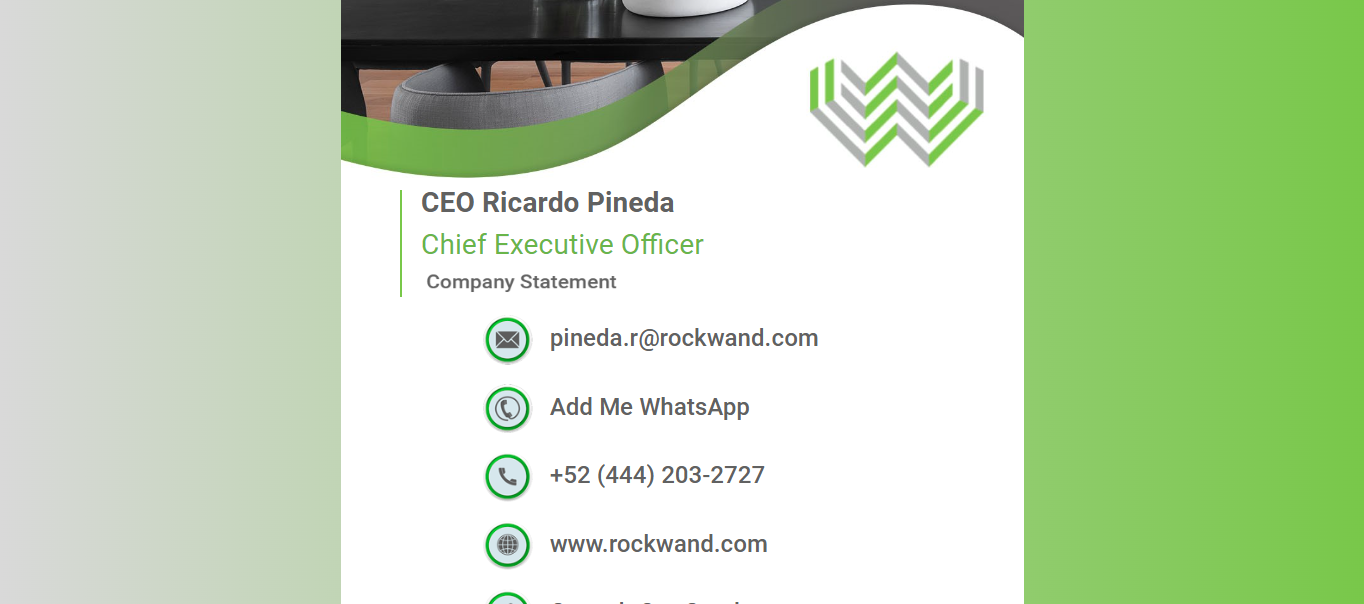 CEO Ricardo Pineda
Chief Executive Officer
Company Statement
pineda.r@rockwand.com
Add Me WhatsApp
+52 (444) 203-2727
www.rockwand.com